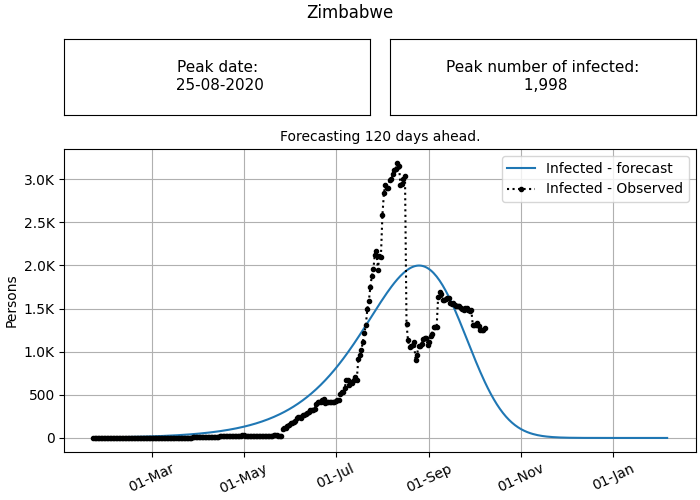 Zimbabwe
Peak date:
25-08-2020
Peak number of infected:
1,998
Forecasting 120 days ahead.
Infected - forecast
Infected - Observed
3.0K
2.5K
2.0K
1.5K
1.0K
500
0
Persons
01-Mar
01-May
01-Jul
01-Sep
01-Nov
01-Jan